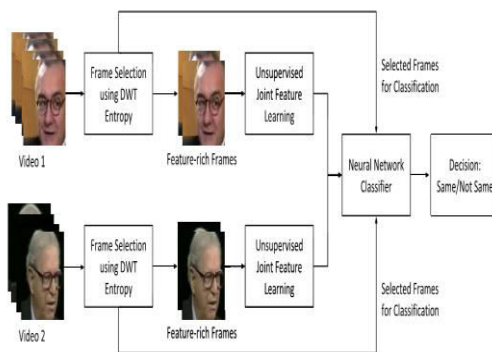 Frame Selection
using DWT
Entropy
Unsupervised
Joint Feature
Learning
Selected Frames
for Classification
Video 1
Feature-rich Frames
Neural Network
Classifier
Decision:
Same/Not Same
Frame Selection
using DWT
Entropy
Unsupervised
Joint Feature
Learning
Selected Frames
for Classification
Video 2
Feature-rich Frames